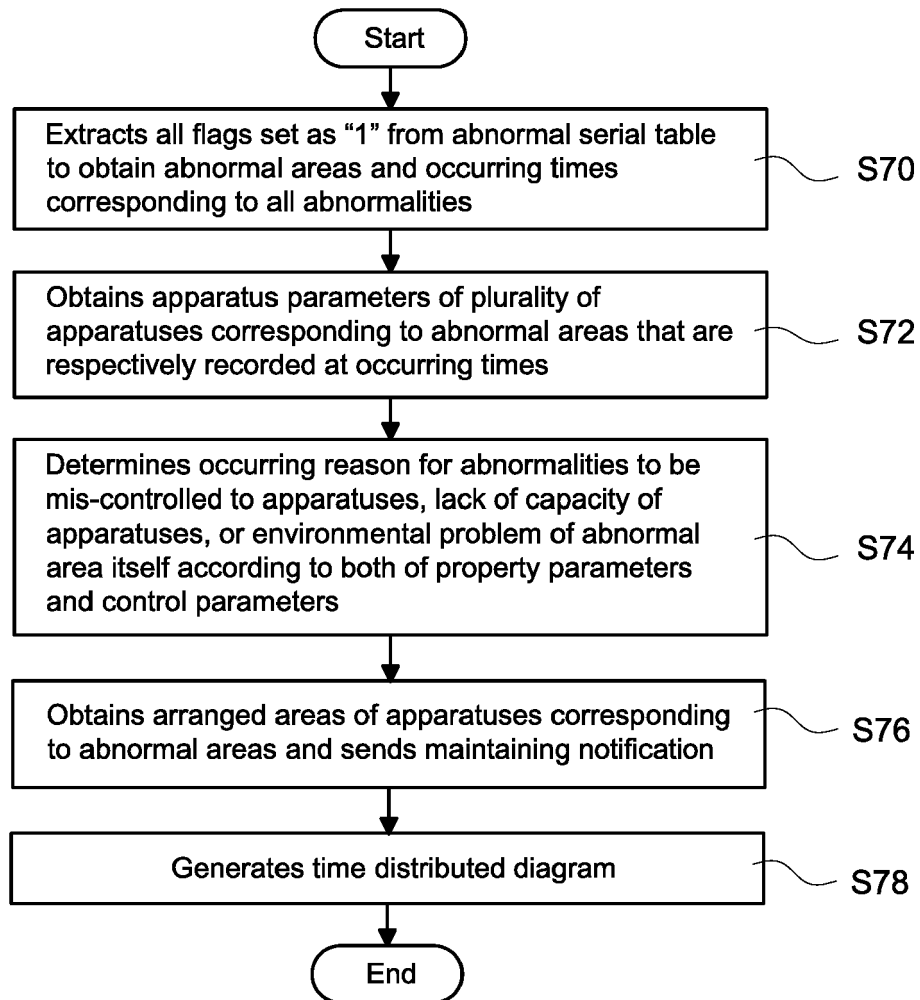 Start
Extracts all flags set as “1” from abnormal serial table
to obtain abnormal areas and occurring times
corresponding to all abnormalities
S70
Obtains apparatus parameters of plurality of
apparatuses corresponding to abnormal areas that are
respectively recorded at occurring times
S72
Determines occurring reason for abnormalities to be
mis-controlled to apparatuses, lack of capacity of
apparatuses, or environmental problem of abnormal
area itself according to both of property parameters
and control parameters
S74
Obtains arranged areas of apparatuses corresponding
to abnormal areas and sends maintaining notification
S76
Generates time distributed diagram
S78
End